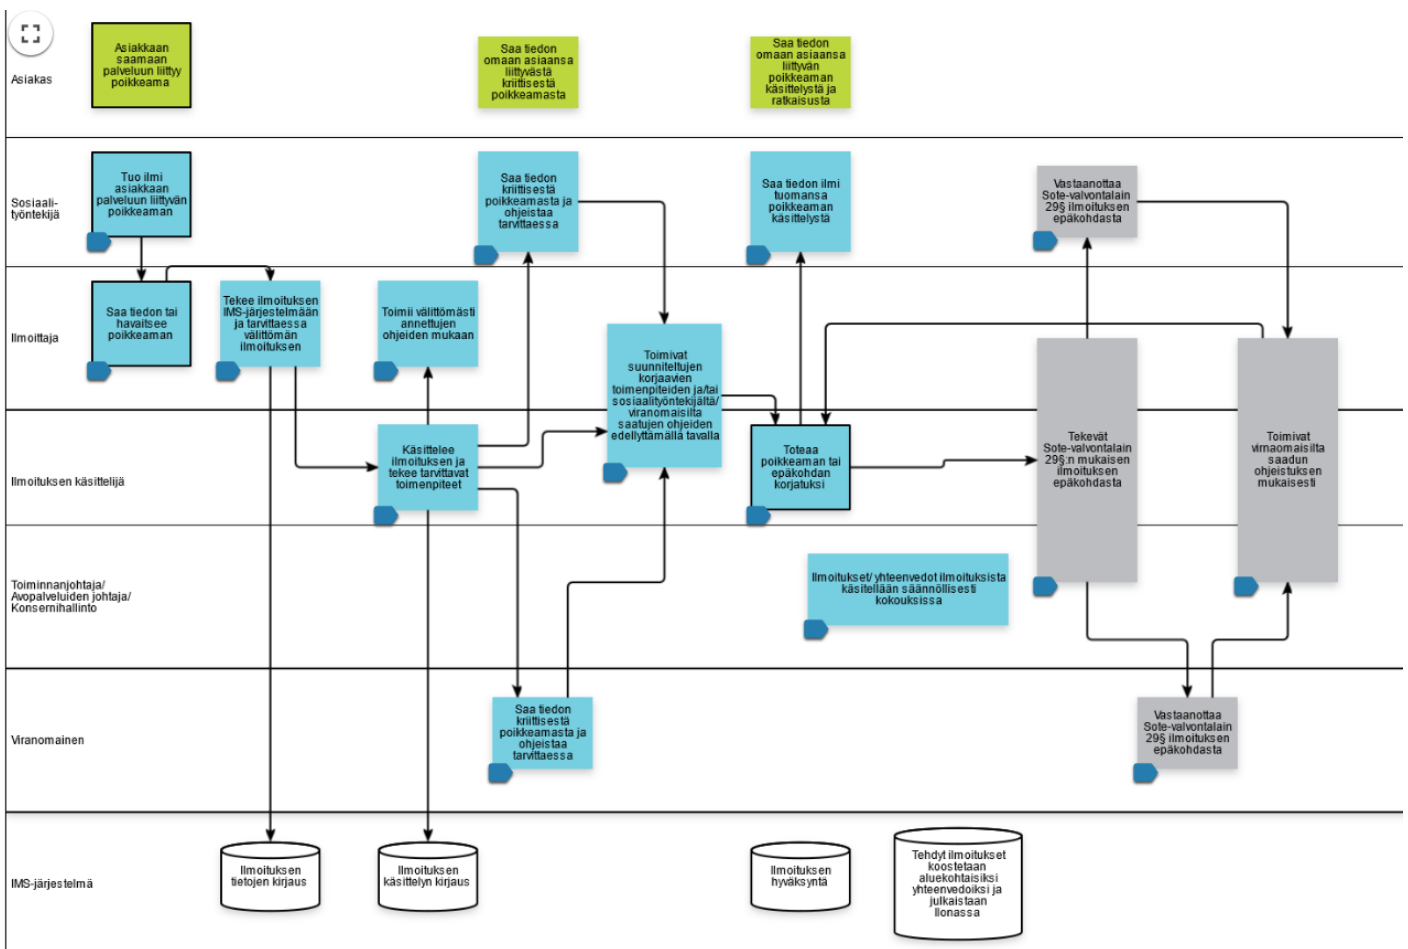 Asiakas
Asiakkaan
saamaan
palveluun liittyy
poikkeama
Saa tiedon
omaan asiaansa
liittyvästä
kriittisestä
poikkeamasta
Saa tiedon
omaan asiaansa
liittyvän
poikkeaman
käsittelystä ja
ratkaisusta
Sosiaali-
työntekijä
Tuo ilmi
asiakkaan
palveluun liittyvän
poikkeaman
Saa tiedon
kriittisestä
poikkeamasta ja
ohjeistaa
tarvittaessa
Saa tiedon ilmi
tuomansa
poikkeaman
käsittelystä
Vastaanottaa
Sote-valvontalain
29§ ilmoituksen
epäkohdasta
Ilmoittaja
Saa tiedon tai
havaitsee
poikkeaman
Tekee ilmoituksen
IMS-järjestelmään
ja tarvittaessa
välittömän
ilmoituksen
Toimii välittömästi
annettujen
ohjeiden mukaan
Toimivat
suunniteltujen
korjaavien
toimenpiteiden ja/tai
sosiaalityöntekijältä/
viranomaisilta
saatujen ohjeiden
edellyttämällä tavalla
Ilmoituksen käsittelijä
Käsittelee
ilmoituksen ja
tekee tarvittavat
toimenpiteet
Toteaa
poikkeaman tai
epäkohdan
korjatuksi
Tekevät
Sote-valvontalain
29§:n mukaisen
ilmoituksen
epäkohdasta
Toimivat
virnaomaisilta
saadun
ohjeistuksen
mukaisesti
Toiminnanjohtaja/
Avopalveluiden johtaja/
Konsernihallinto
Ilmoitukset/ yhteenvedot ilmoituksista
käsitellään säännöllisesti
kokouksissa
Viranomainen
Saa tiedon
kriittisestä
poikkeamasta ja
ohjeistaa
tarvittaessa
Vastaanottaa
Sote-valvontalain
29§ ilmoituksen
epäkohdasta
IMS-järjestelmä
Ilmoituksen
tietojen kirjaus
Ilmoituksen
käsittelyn kirjaus
Ilmoituksen
hyväksyntä
Tehdyt ilmoitukset
koostetaan
aluekohtaisiksi
yhteenvedoiksi ja
julkaistaan
Ilonassa